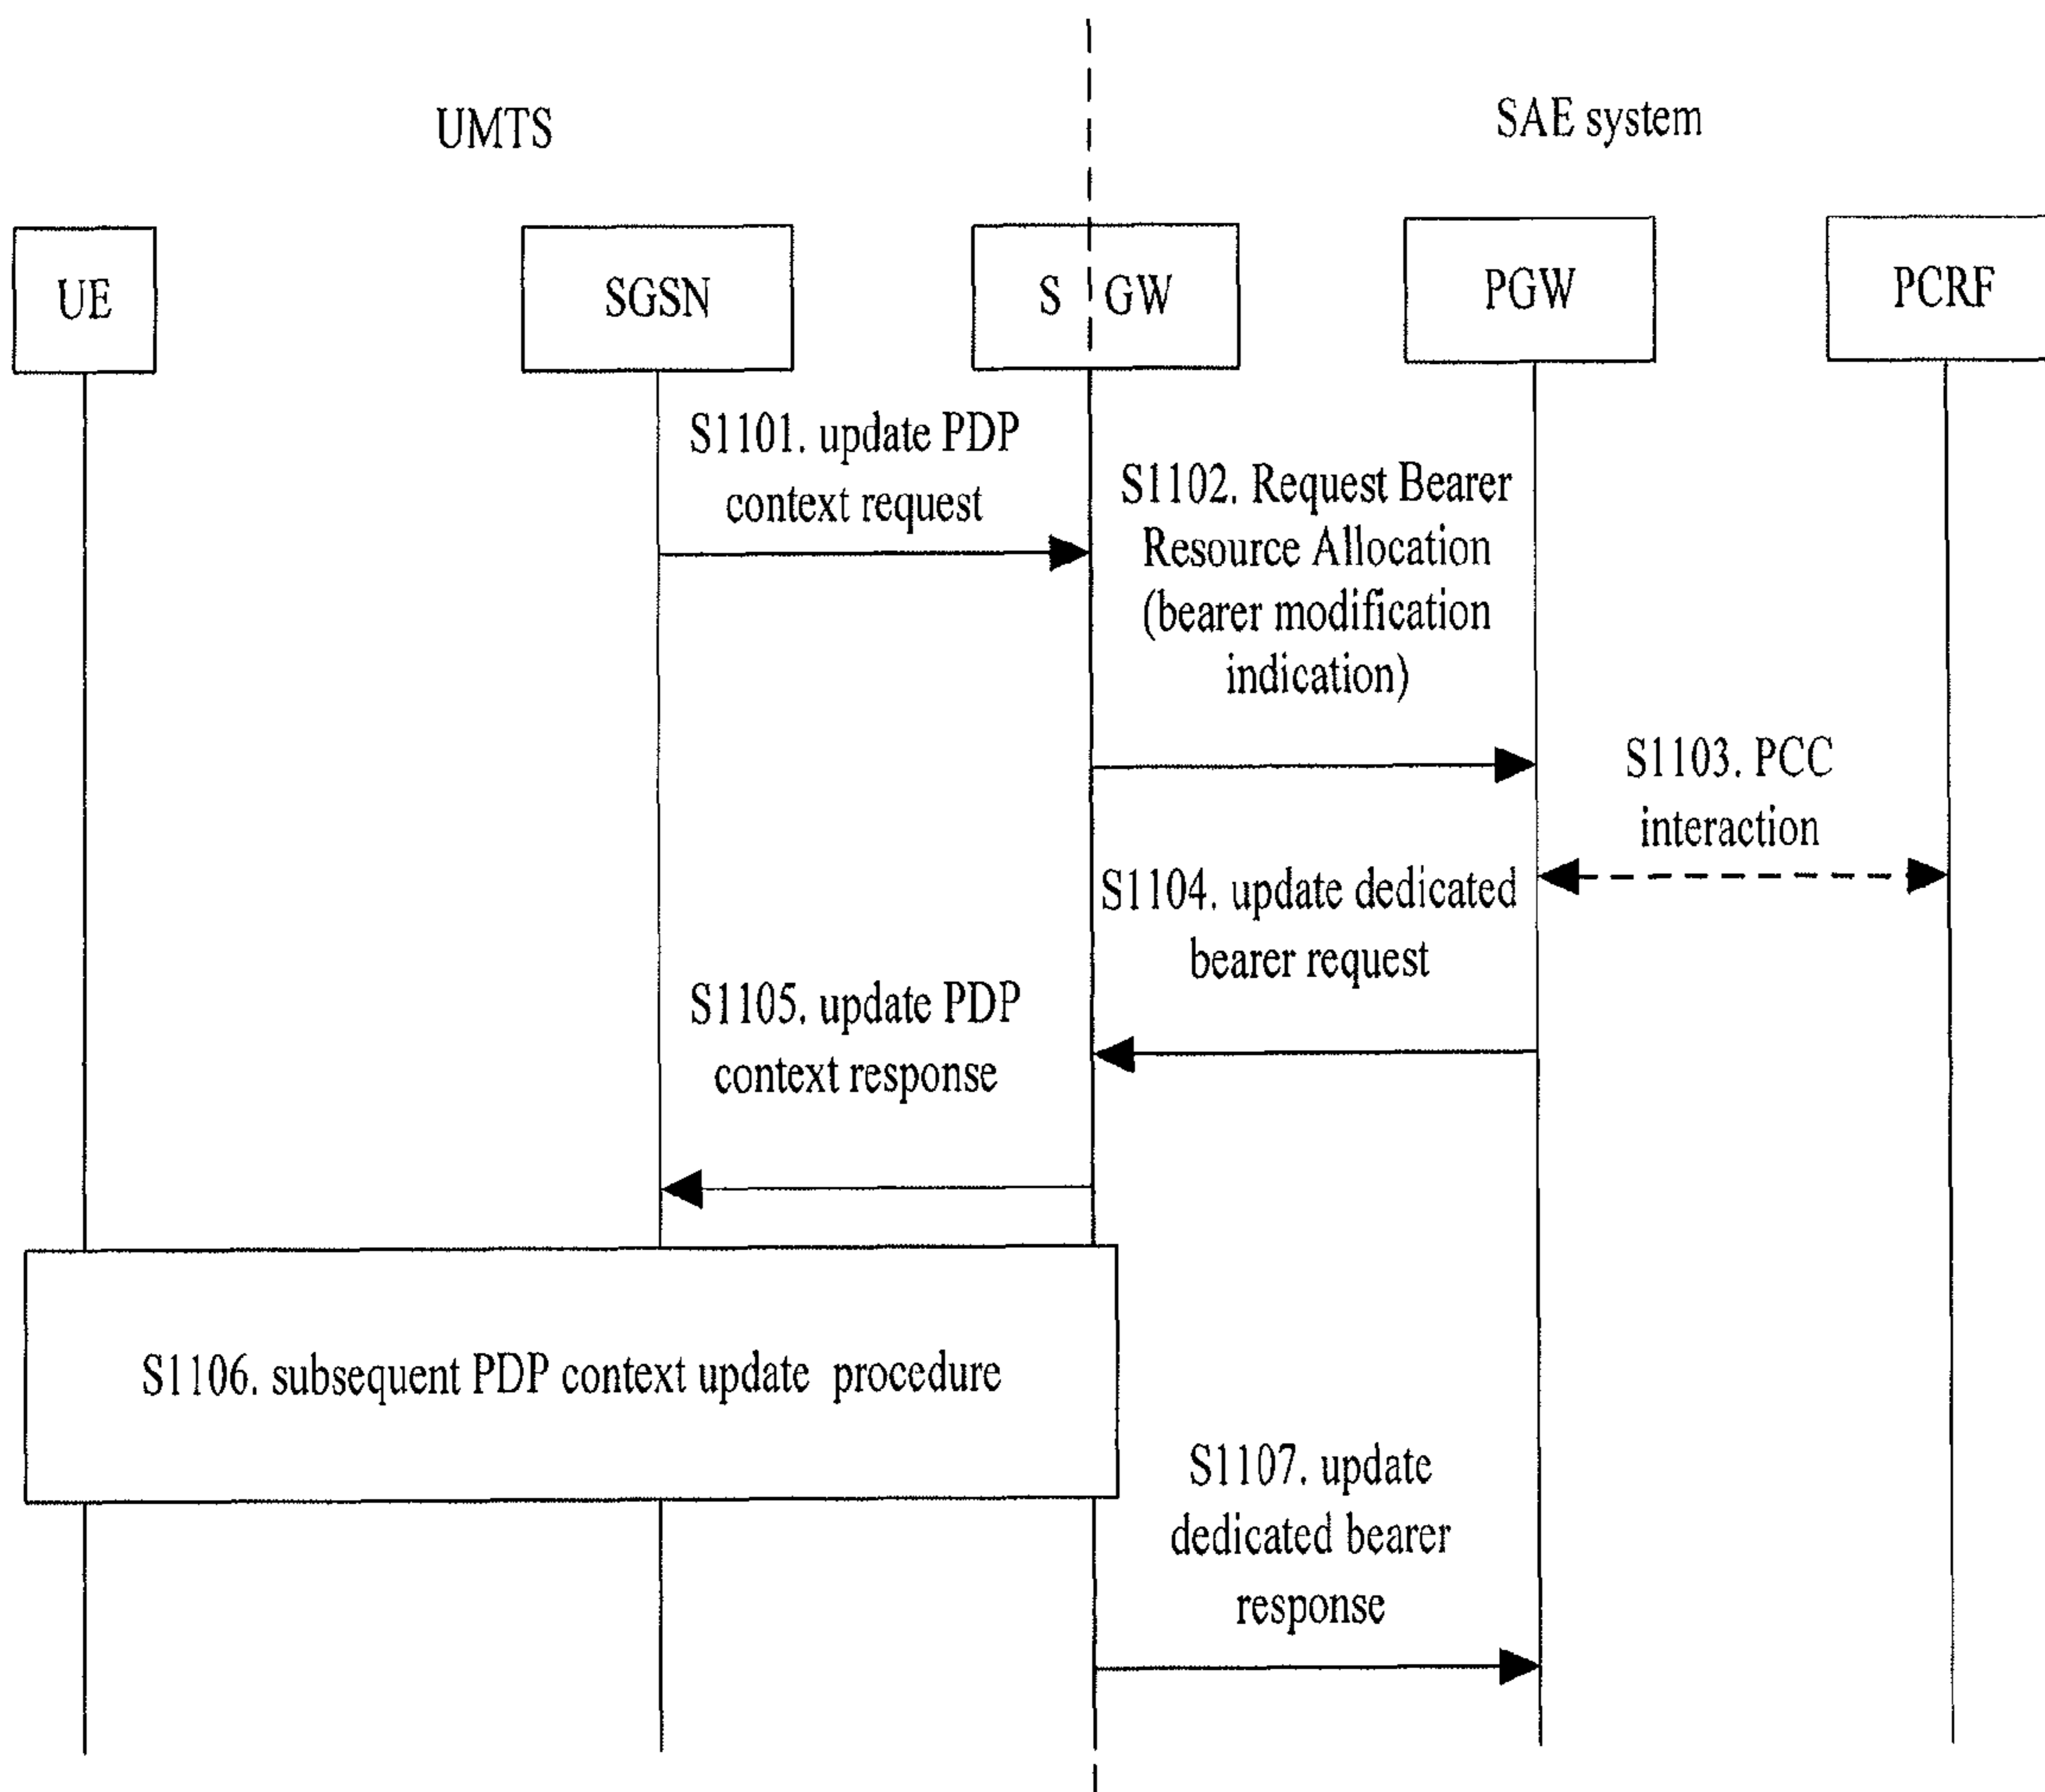 UMTS
SAE system
UE
SGSN
S GW
PGW
PCRF
S1101. update PDP
context request
S1102. Request Bearer
Resource Allocation
(bearer modification
indication)
S1103. PCC
interaction
S1104. update dedicated
bearer request
S1105. update PDP
context response
S1106. subsequent PDP context update procedure
S1107. update
dedicated bearer
response